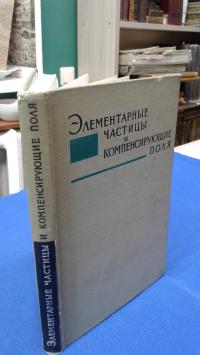 Элементарные
частицы
и
компенсирующие
поля
Элементарные частицы и компенсирующие поля